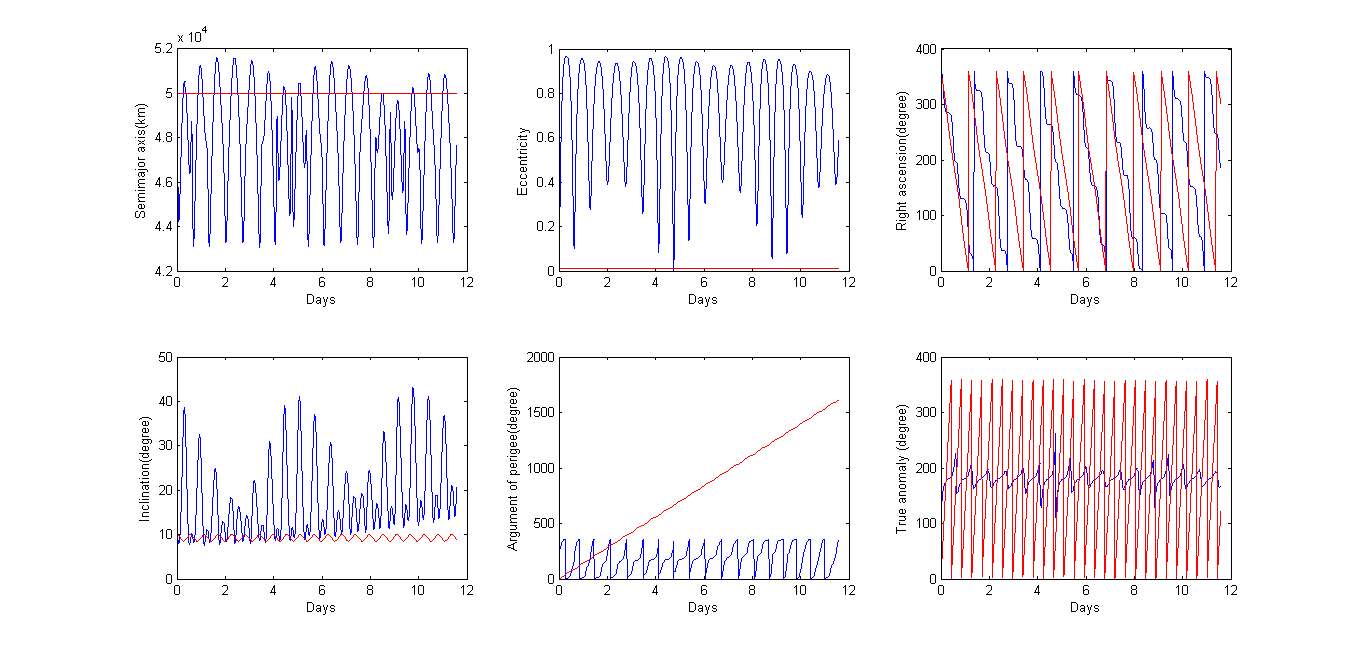 x 10^4
5.2
5
4.8
4.6
4.4
4.2
Semimajor axis(km)
0 2 4 6 8 10 12
Days
1
0.8
0.6
0.4
0.2
0
Eccentricity
0 2 4 6 8 10 12
Days
400
300
200
100
0
Right ascension(degree)
0 2 4 6 8 10 12
Days
50
40
30
20
10
0
Inclination(degree)
0 2 4 6 8 10 12
Days
2000
1500
1000
500
0
Argument of perigee(degree)
0 2 4 6 8 10 12
Days
400
300
200
100
0
True anomaly (degree)
0 2 4 6 8 10 12
Days